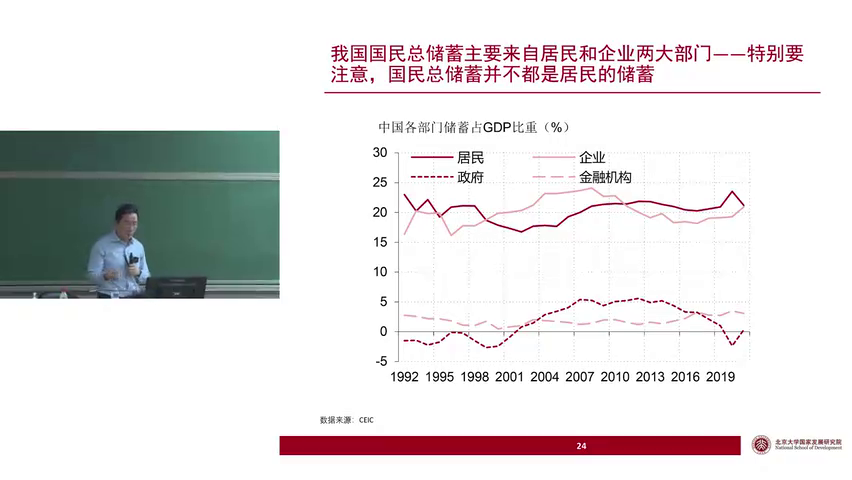 我国国民总储蓄主要来自居民和企业两大部门——特别要
注意，国民总储蓄并不都是居民的储蓄
中国各部门储蓄占GDP比重（%）
居民
企业
政府
金融机构
30
25
20
15
10
5
0
-5
1992 1995 1998 2001 2004 2007 2010 2013 2016 2019
数据来源：CEIC
24
北京大学国家发展研究院
National School of Development